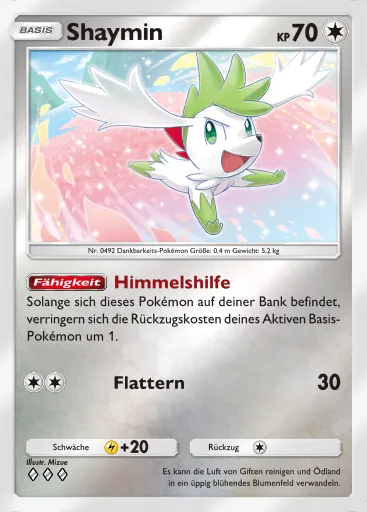 BASIS Shaymin KP 70
Nr. 0492 Dankbarkeits-Pokémon Größe: 0,4 m Gewicht: 5,2 kg
Fähigkeit Himmelshilfe
Solange sich dieses Pokémon auf deiner Bank befindet,
verringern sich die Rückzugskosten deines Aktiven Basis-
Pokémon um 1.
Flattern 30
Schwäche +20 Rückzug
Illustr. Mizue
Es kann die Luft von Giften reinigen und Ödland
in ein üppig blühendes Blumenfeld verwandeln.